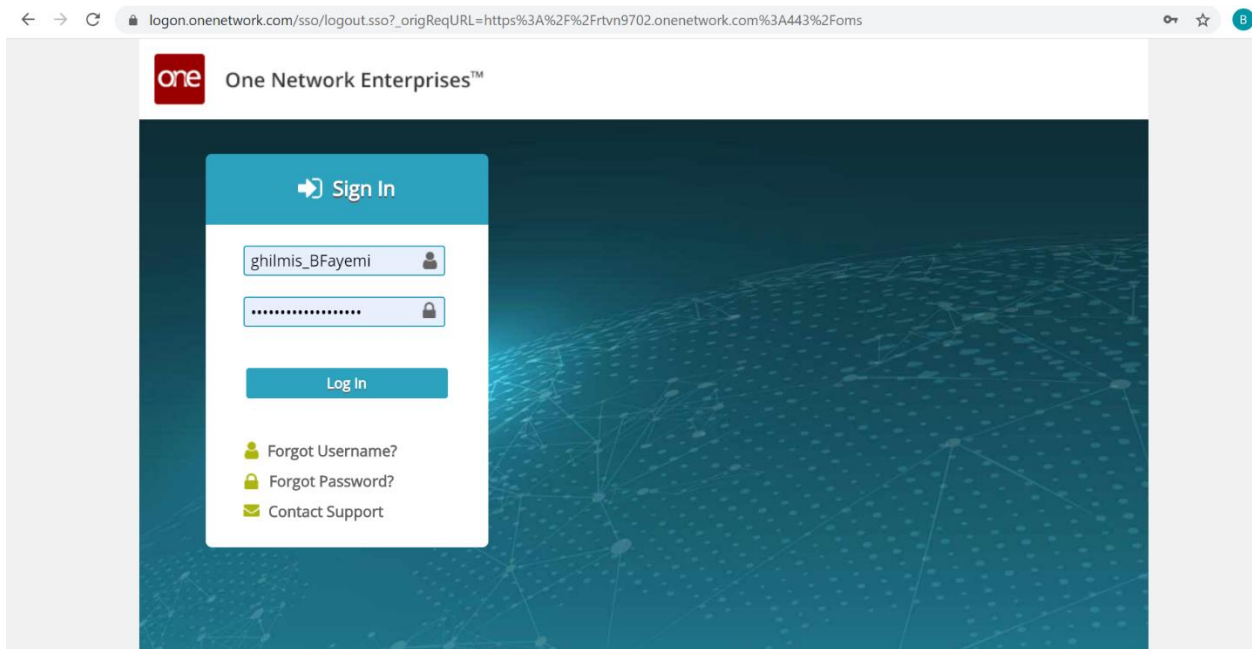 logon.onenetwork.com/sso/logout.sso?_origReqURL=https%3A%2F%2Frtvn9702.onenetwork.com%3A443%2Foms
B
one
One Network Enterprises™
Sign In
ghilmis_BFayemi
•••••••••••••••••••
Log In
Forgot Username?
Forgot Password?
Contact Support